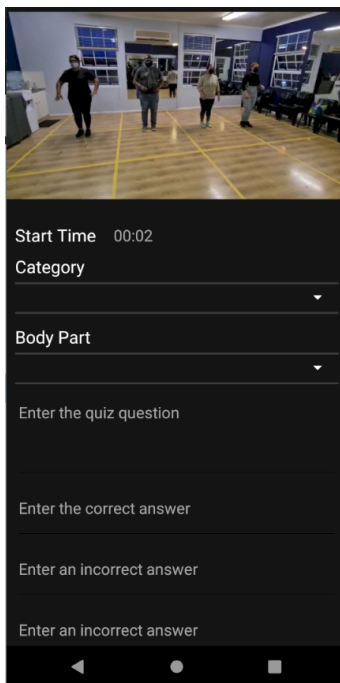 Start Time 00:02
Category
Body Part
Enter the quiz question
Enter the correct answer
Enter an incorrect answer
Enter an incorrect answer